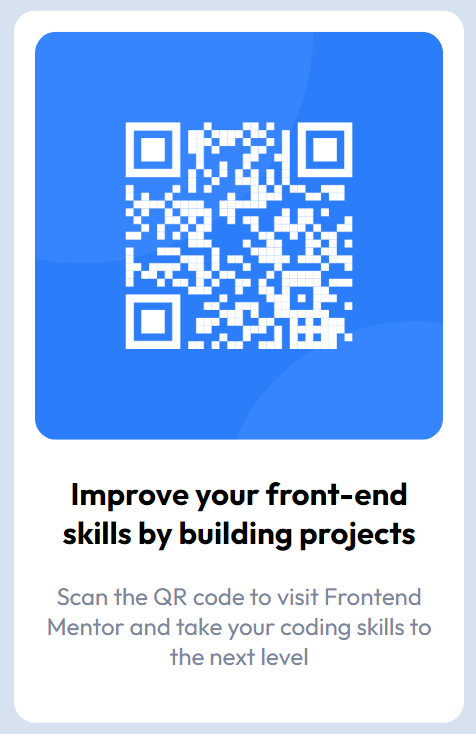 Improve your front-end
skills by building projects
Scan the QR code to visit Frontend
Mentor and take your coding skills to
the next level